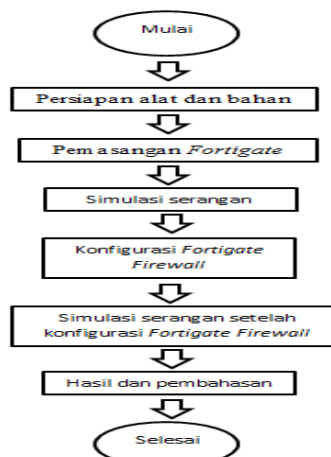 Mulai
Persiapan alat dan bahan
Pemasangan Fortigate
Simulasi serangan
Konfigurasi Fortigate
Firewall
Simulasi serangan setelah
konfigurasi Fortigate Firewall
Hasil dan pembahasan
Selesai